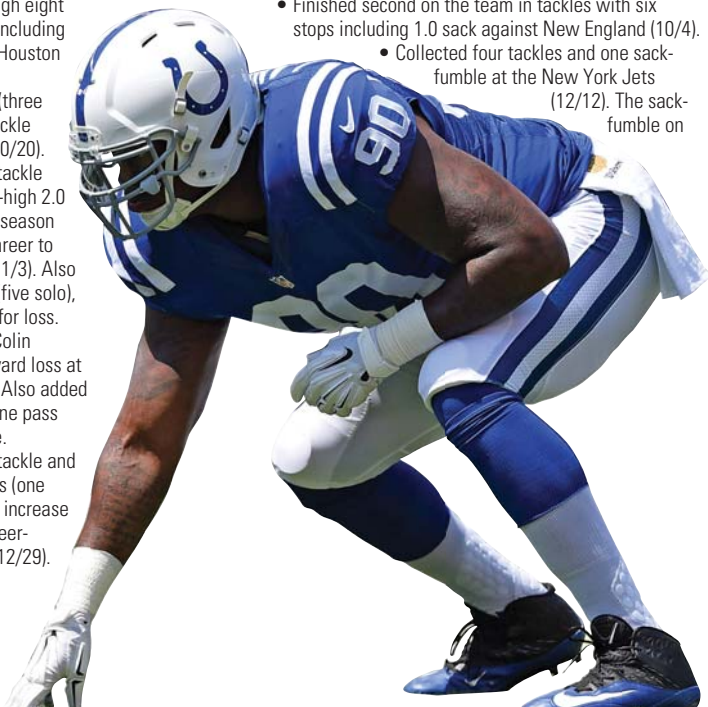 gh eight
ncluding
Houston
(three
ckle
0/20).
tackle
-high 2.0
season
reer to
1/3). Also
five solo),
for loss.
Colin
ard loss at
Also added
ne pass
e.
tackle and
s (one
increase
eer-
12/29).
• Finished second on the team in tackles with six
stops including 1.0 sack against New England (10/4).
• Collected four tackles and one sack-
fumble at the New York Jets
(12/12). The sack-
fumble on
90
90